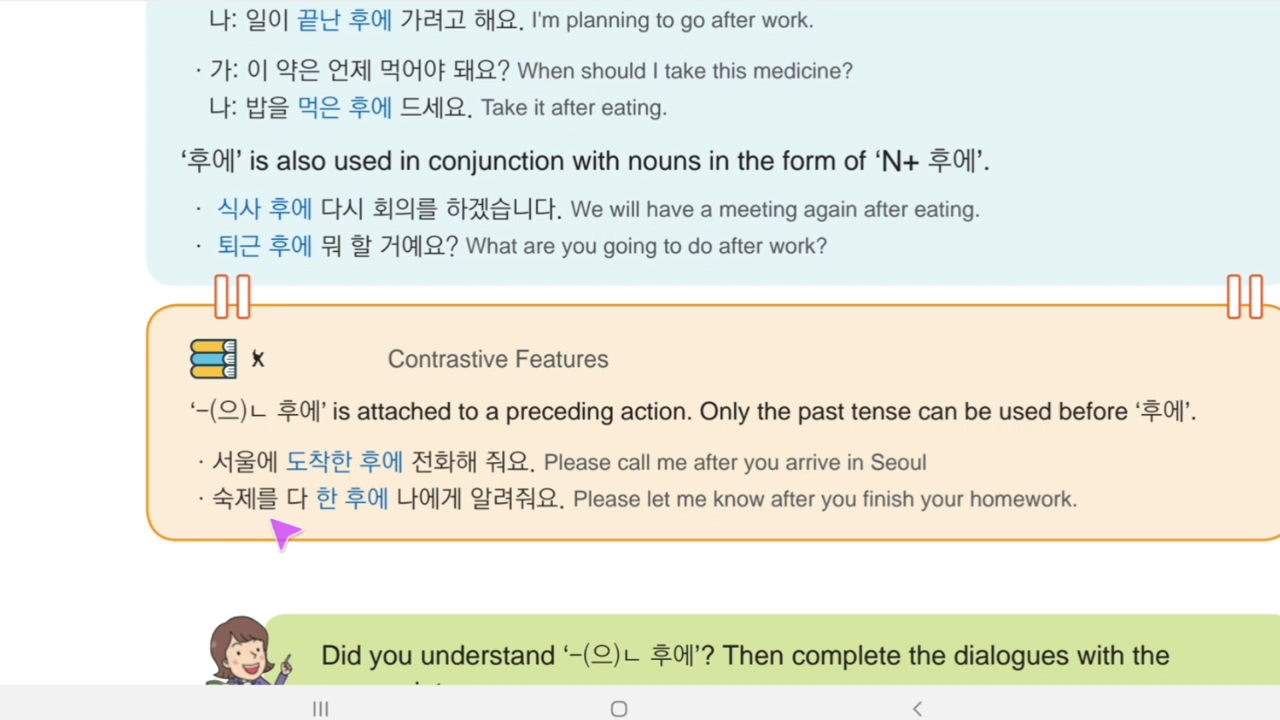 나: 일이 끝난 후에 가려고 해요. I'm planning to go after work.
· 가: 이 약은 언제 먹어야 돼요? When should I take this medicine?
나: 밥을 먹은 후에 드세요. Take it after eating.
‘후에’ is also used in conjunction with nouns in the form of ‘N+ 후에’.
· 식사 후에 다시 회의를 하겠습니다. We will have a meeting again after eating.
· 퇴근 후에 뭐 할 거예요? What are you going to do after work?
Contrastive Features
‘-(으)ㄴ 후에’ is attached to a preceding action. Only the past tense can be used before ‘후에’.
· 서울에 도착한 후에 전화해 줘요. Please call me after you arrive in Seoul
· 숙제를 다 한 후에 나에게 알려줘요. Please let me know after you finish your homework.
Did you understand ‘-(으)ㄴ 후에’? Then complete the dialogues with the